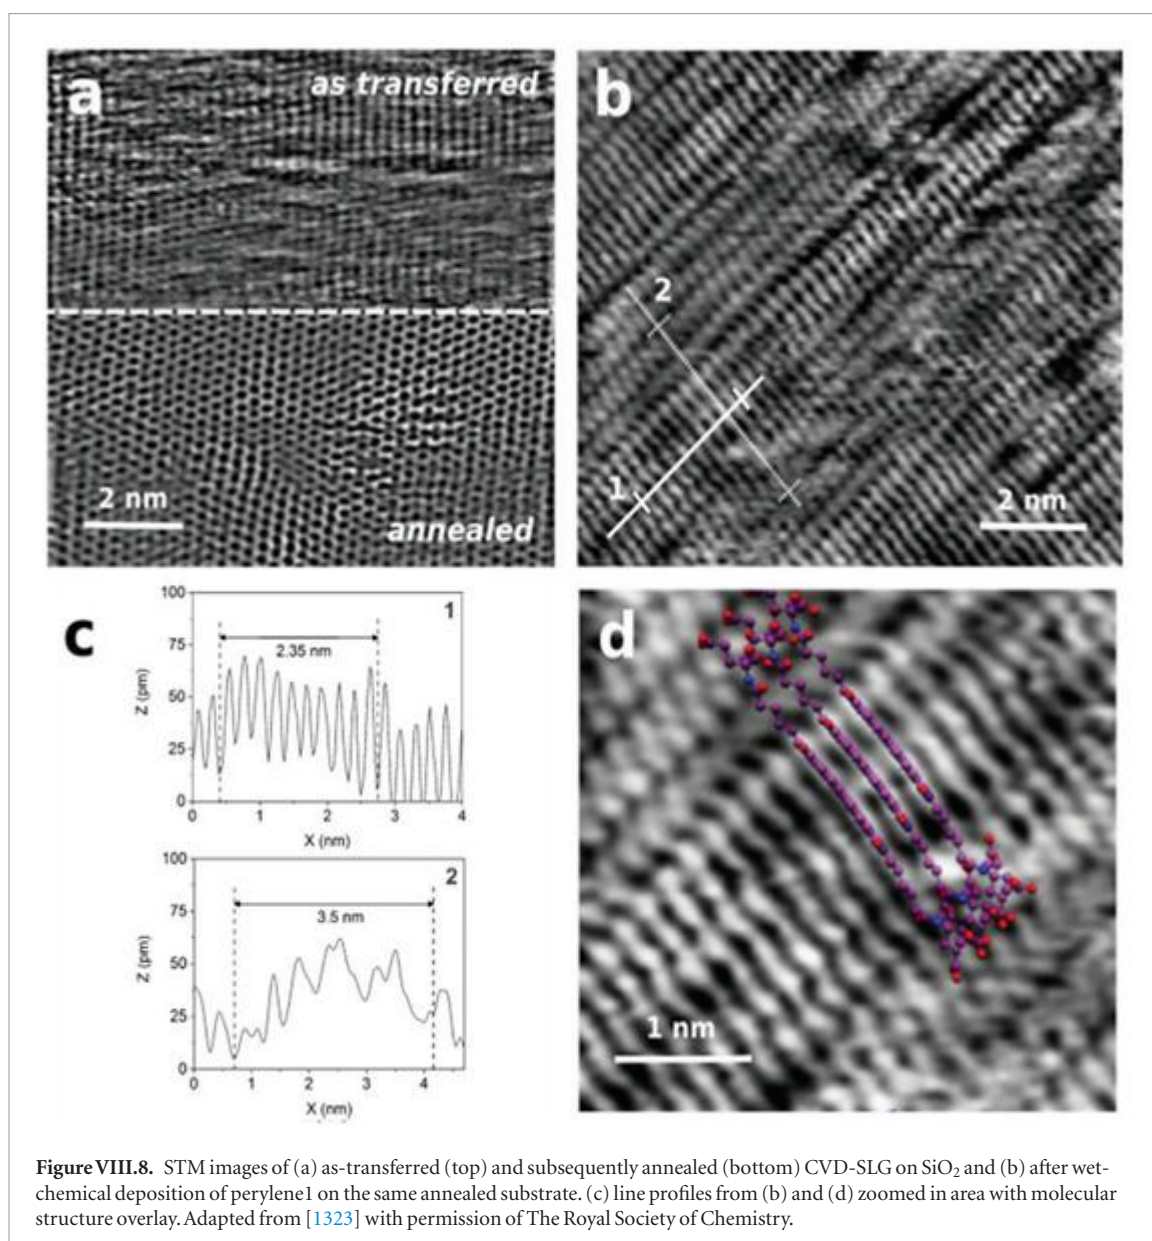 a
as transferred
2 nm
annealed
b
2
1
2 nm
c
100
1
75
2.35 nm
Z (pm)
50
25
0
0
1
2
3
4
X (nm)
100
2
75
3.5 nm
Z (pm)
50
25
0
0
1
2
3
4
X (nm)
d
1 nm
Figure VIII.8. STM images of (a) as-transferred (top) and subsequently annealed (bottom) CVD-SLG on SiO₂ and (b) after wet-
chemical deposition of perylene1 on the same annealed substrate. (c) line profiles from (b) and (d) zoomed in area with molecular
structure overlay. Adapted from [1323] with permission of The Royal Society of Chemistry.